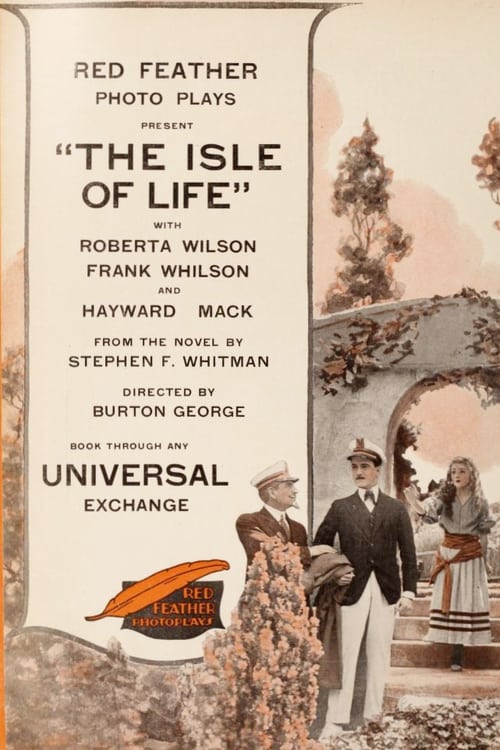 RED FEATHER
PHOTO PLAYS
PRESENT
"THE ISLE
OF LIFE"
WITH
ROBERTA WILSON
FRANK WHILSON
AND
HAYWARD MACK
FROM THE NOVEL BY
STEPHEN F. WHITMAN
DIRECTED BY
BURTON GEORGE
BOOK THROUGH ANY
UNIVERSAL
EXCHANGE
RED
FEATHER
PHOTOPLAYS